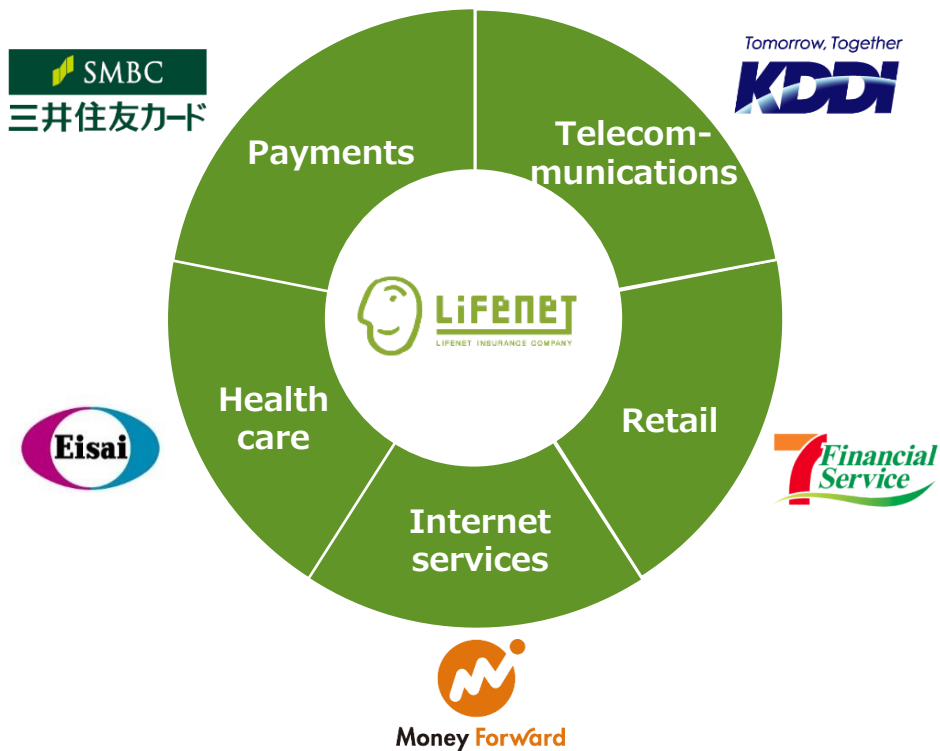 SMBC
三井住友カード
Tomorrow, Together
KDDI
Payments
Telecom-
munications
LIFENET
LIFENET INSURANCE COMPANY
Health
care
Retail
Eisai
7 Financial
Service
Internet
services
Money Forward